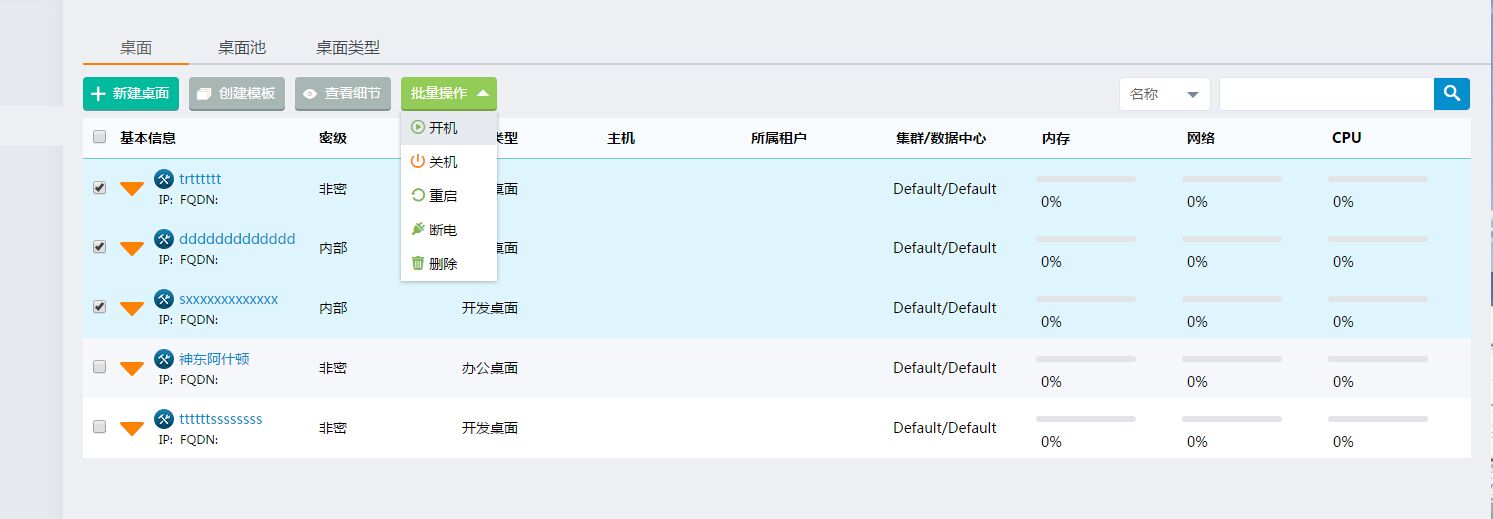 桌面 桌面池 桌面类型
新建桌面 创建模板 查看细节 批量操作 名称
开机
关机
重启
断电
删除
基本信息 密级 类型 主机 所属租户 集群/数据中心 内存 网络 CPU
trtttttt 非密 桌面 Default/Default
IP: FQDN: 0% 0% 0%
ddddddddddddd 内部 桌面 Default/Default
IP: FQDN: 0% 0% 0%
sxxxxxxxxxxxxx 内部 开发桌面 Default/Default
IP: FQDN: 0% 0% 0%
神东阿什顿 非密 办公桌面 Default/Default
IP: FQDN: 0% 0% 0%
ttttttssssssss 非密 开发桌面 Default/Default
IP: FQDN: 0% 0% 0%